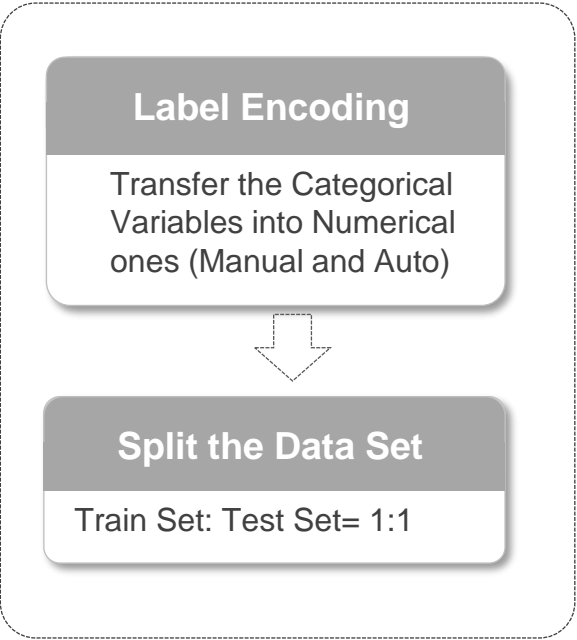 Label Encoding
Transfer the Categorical
Variables into Numerical
ones (Manual and Auto)
Split the Data Set
Train Set: Test Set= 1:1